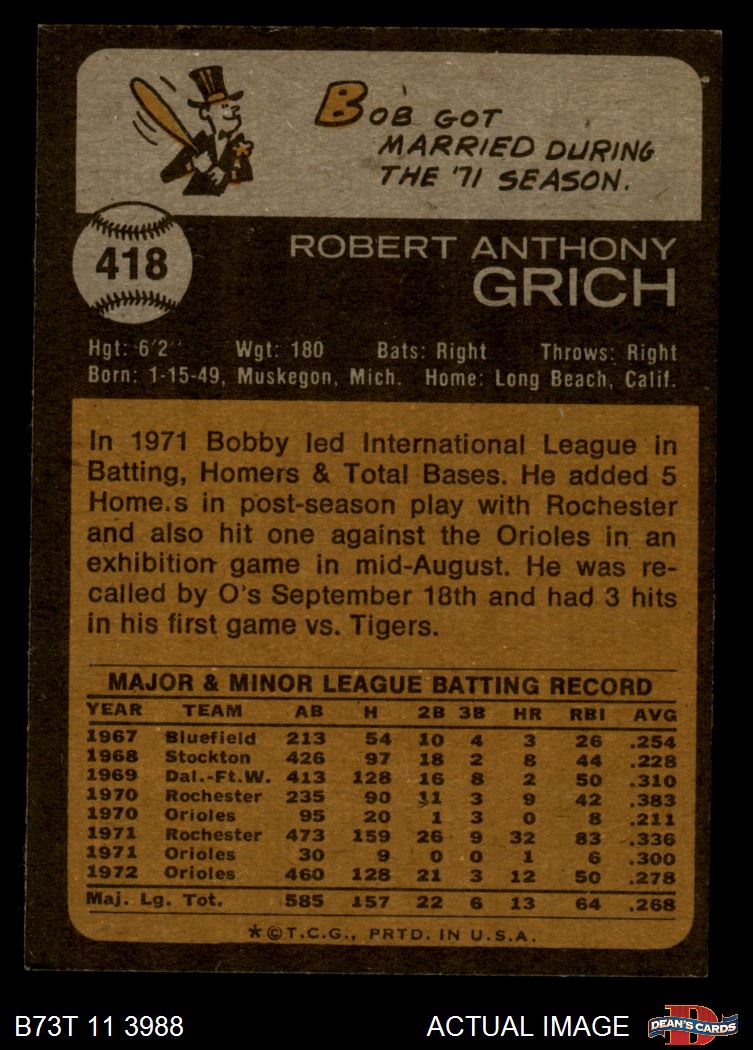 BOB GOT
MARRIED DURING
THE '71 SEASON.
418
ROBERT ANTHONY
GRICH
Hgt: 6'2" Wgt: 180 Bats: Right Throws: Right
Born: 1-15-49, Muskegon, Mich. Home: Long Beach, Calif.
In 1971 Bobby led International League in
Batting, Homers & Total Bases. He added 5
Home.s in post-season play with Rochester
and also hit one against the Orioles in an
exhibition game in mid-August. He was re-
called by O's September 18th and had 3 hits
in his first game vs. Tigers.
MAJOR & MINOR LEAGUE BATTING RECORD
YEAR TEAM AB H 2B 3B HR RBI AVG
1967 Bluefield 213 54 10 4 3 26 .254
1968 Stockton 426 97 18 2 8 44 .228
1969 Dal.-Ft.W. 413 128 16 8 2 50 .310
1970 Rochester 235 90 11 3 9 42 .383
1970 Orioles 95 20 1 3 0 8 .211
1971 Rochester 473 159 26 9 32 83 .336
1971 Orioles 30 9 0 0 1 6 .300
1972 Orioles 460 128 21 3 12 50 .278
Maj. Lg. Tot. 585 157 22 6 13 64 .268
*©T.C.G., PRTD. IN U.S.A.
B73T 11 3988 ACTUAL IMAGE
D
DEAN'S CARDS